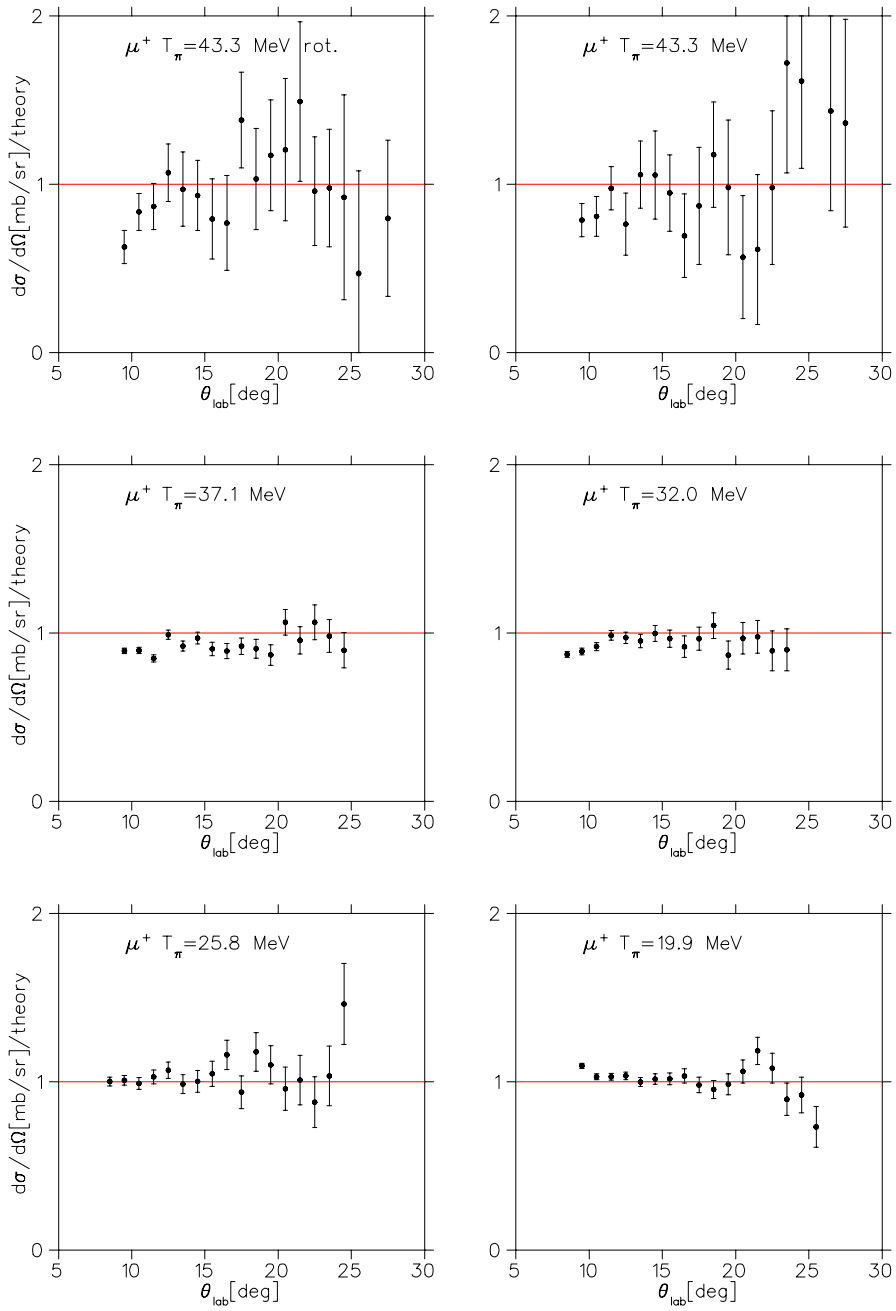 μ⁺ T_π=43.3 MeV rot.
dσ/dΩ[mb/sr]/theory
2
1
0
5 10 15 20 25 30
θ_lab[deg]
μ⁺ T_π=43.3 MeV
2
1
0
5 10 15 20 25 30
θ_lab[deg]
μ⁺ T_π=37.1 MeV
dσ/dΩ[mb/sr]/theory
2
1
0
5 10 15 20 25 30
θ_lab[deg]
μ⁺ T_π=32.0 MeV
2
1
0
5 10 15 20 25 30
θ_lab[deg]
μ⁺ T_π=25.8 MeV
dσ/dΩ[mb/sr]/theory
2
1
0
5 10 15 20 25 30
θ_lab[deg]
μ⁺ T_π=19.9 MeV
2
1
0
5 10 15 20 25 30
θ_lab[deg]